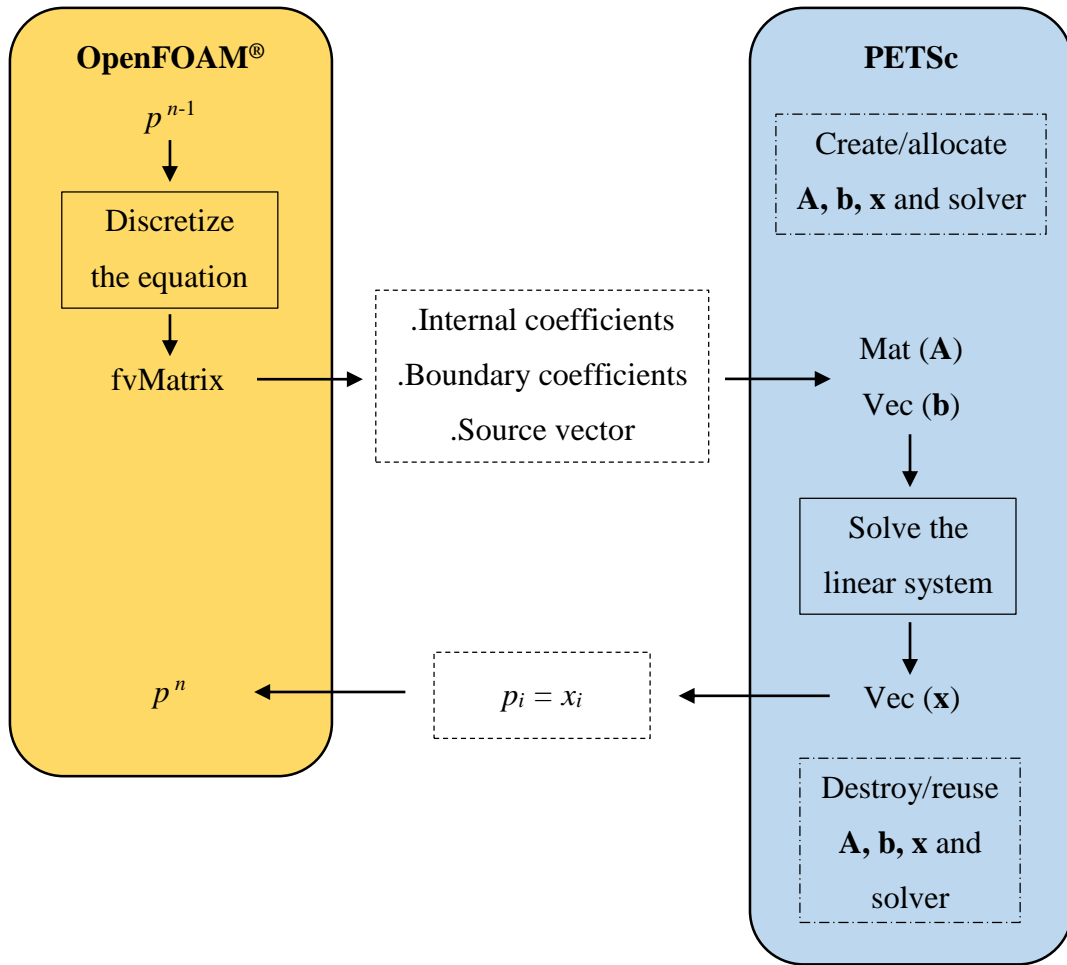 OpenFOAM®
p n-1
Discretize
the equation
fvMatrix
.Internal coefficients
.Boundary coefficients
.Source vector
PETSc
Create/allocate
A, b, x and solver
Mat (A)
Vec (b)
Solve the
linear system
Vec (x)
pi = xi
p n
Destroy/reuse
A, b, x and
solver